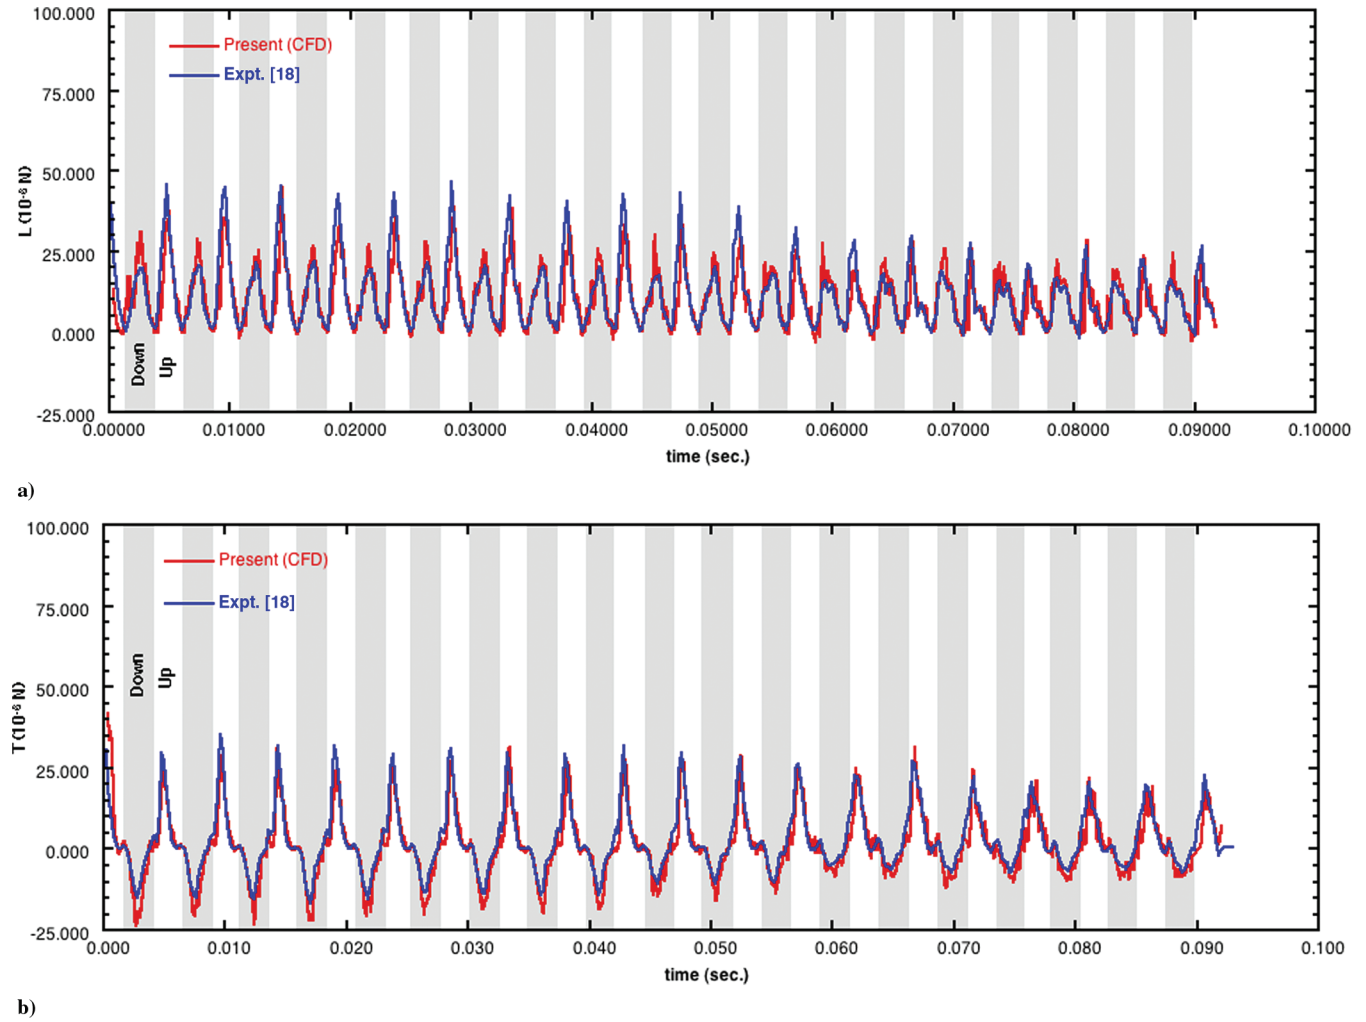 100.000
Present (CFD)
Expt. [18]
75.000
50.000
L (10⁻⁶ N)
25.000
0.000
Down
Up
-25.000
0.00000 0.01000 0.02000 0.03000 0.04000 0.05000 0.06000 0.07000 0.08000 0.09000 0.10000
time (sec.)
a)
100.000
Present (CFD)
Expt. [18]
75.000
Down
Up
50.000
T (10⁻⁶ N)
25.000
0.000
-25.000
0.000 0.010 0.020 0.030 0.040 0.050 0.060 0.070 0.080 0.090 0.100
time (sec.)
b)